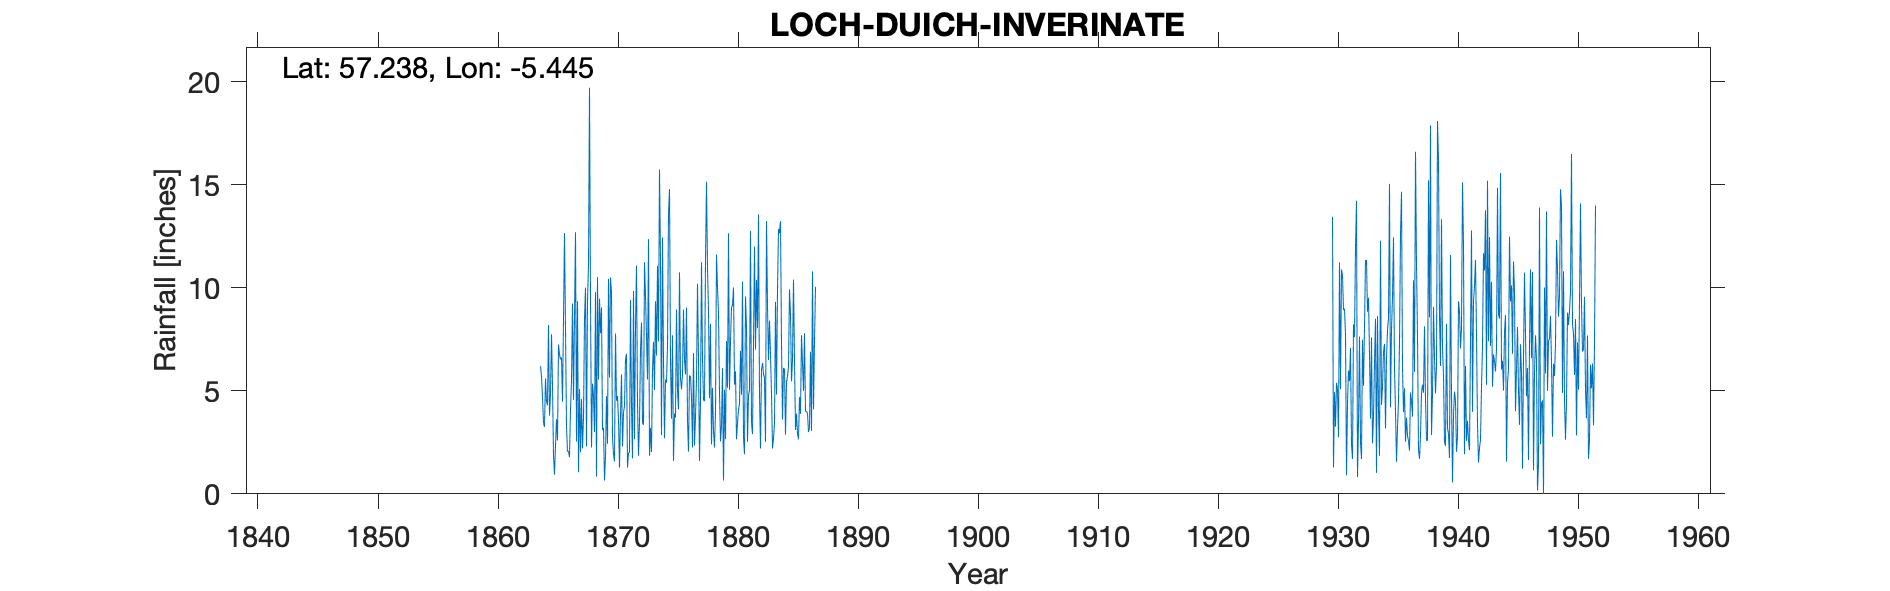 LOCH-DUICH-INVERINATE
Lat: 57.238, Lon: -5.445
20
15
10
5
0
Rainfall [inches]
1840 1850 1860 1870 1880 1890 1900 1910 1920 1930 1940 1950 1960
Year